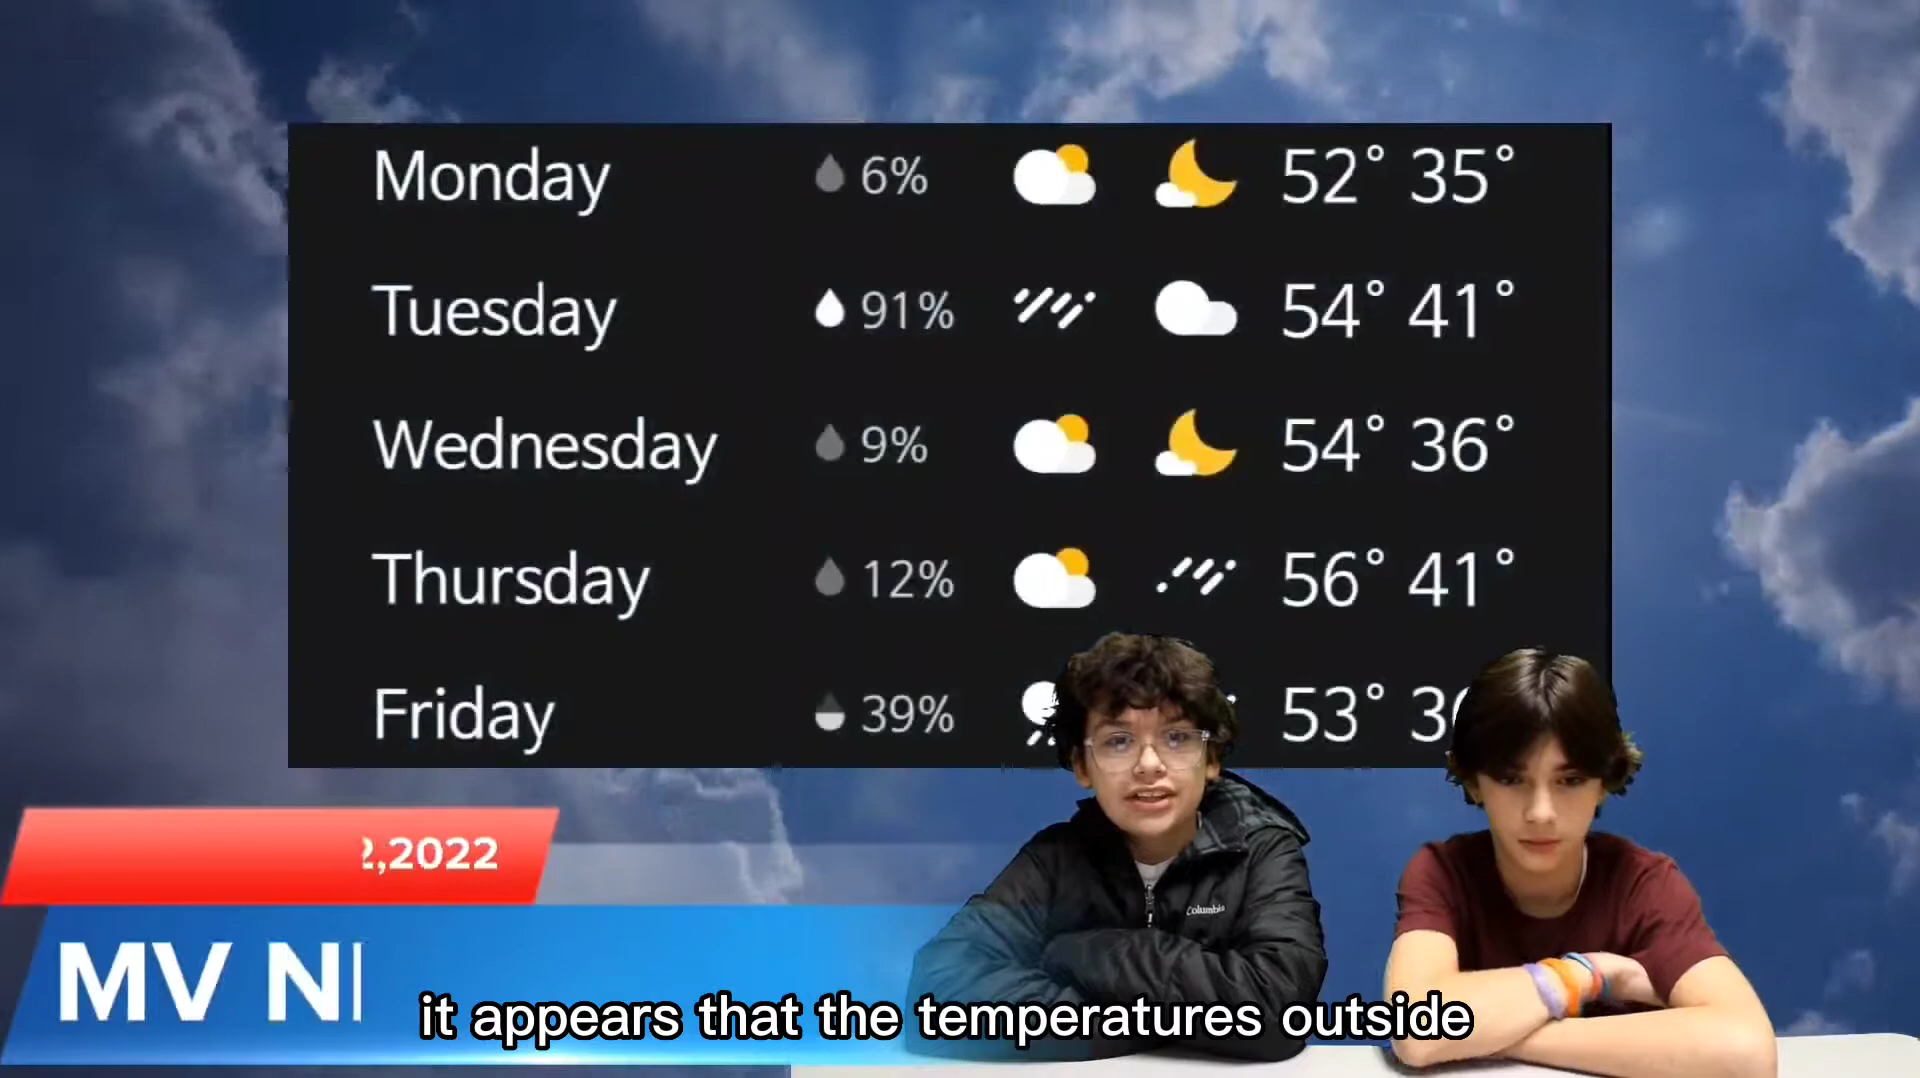 Monday 6% 52° 35°
Tuesday 91% 54° 41°
Wednesday 9% 54° 36°
Thursday 12% 56° 41°
Friday 39% 53°
,2022
MV
Columbia
it appears that the temperatures outside